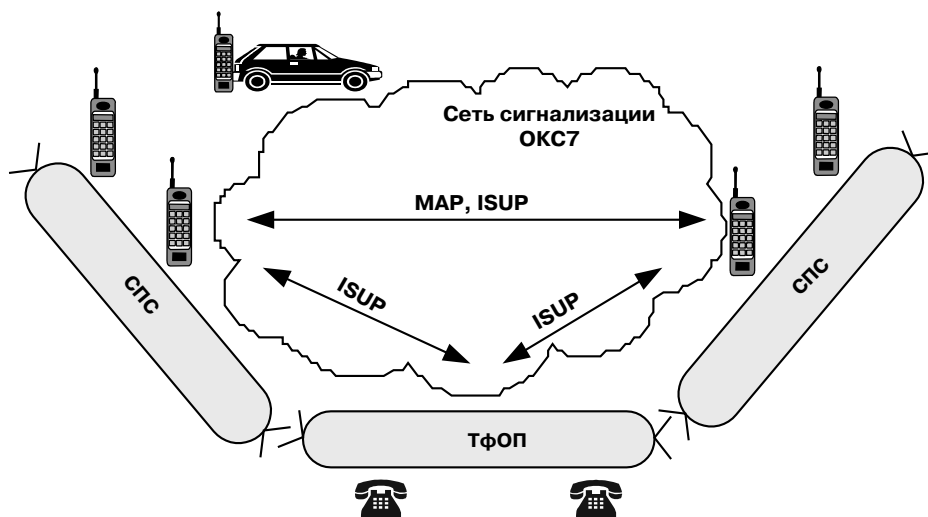 Сеть сигнализации
ОКС7
MAP, ISUP
СПС
ISUP
ISUP
СПС
ТфОП